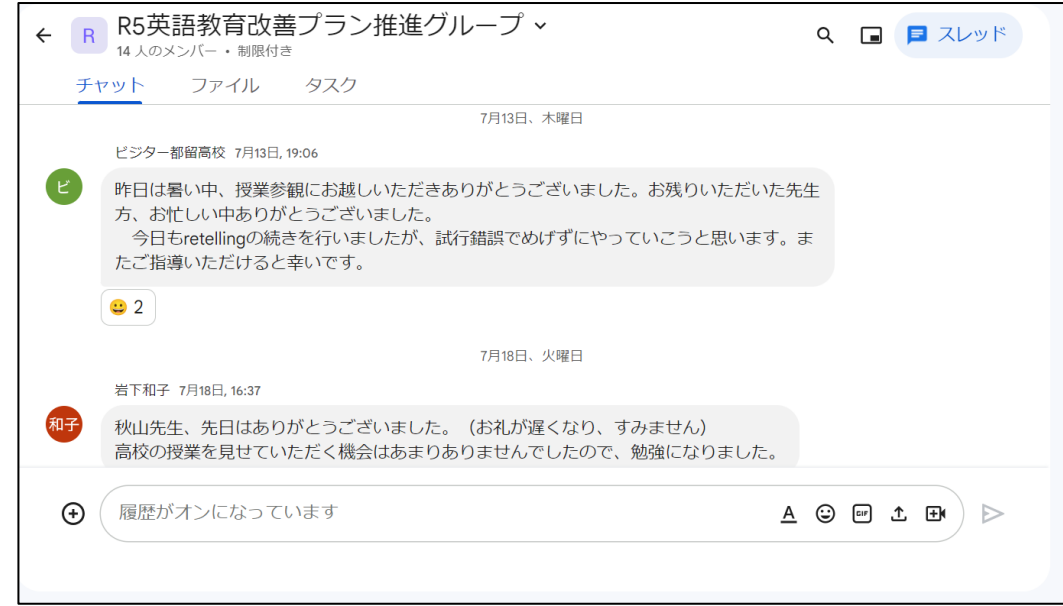 R R5英語教育改善プラン推進グループ
14 人のメンバー • 制限付き
スレッド
チャット ファイル タスク
7月13日、木曜日
ビジター都留高校 7月13日, 19:06
ビ
昨日は暑い中、授業参観にお越しいただきありがとうございました。お残りいただいた先生
方、お忙しい中ありがとうございました。
今日もretellingの続きを行いましたが、試行錯誤でめげずにやっていこうと思います。ま
たご指導いただけると幸いです。
2
7月18日、火曜日
岩下和子 7月18日, 16:37
和子
秋山先生、先日はありがとうございました。（お礼が遅くなり、すみません）
高校の授業を見せていただく機会はあまりありませんでしたので、勉強になりました。
履歴がオンになっています
A GIF